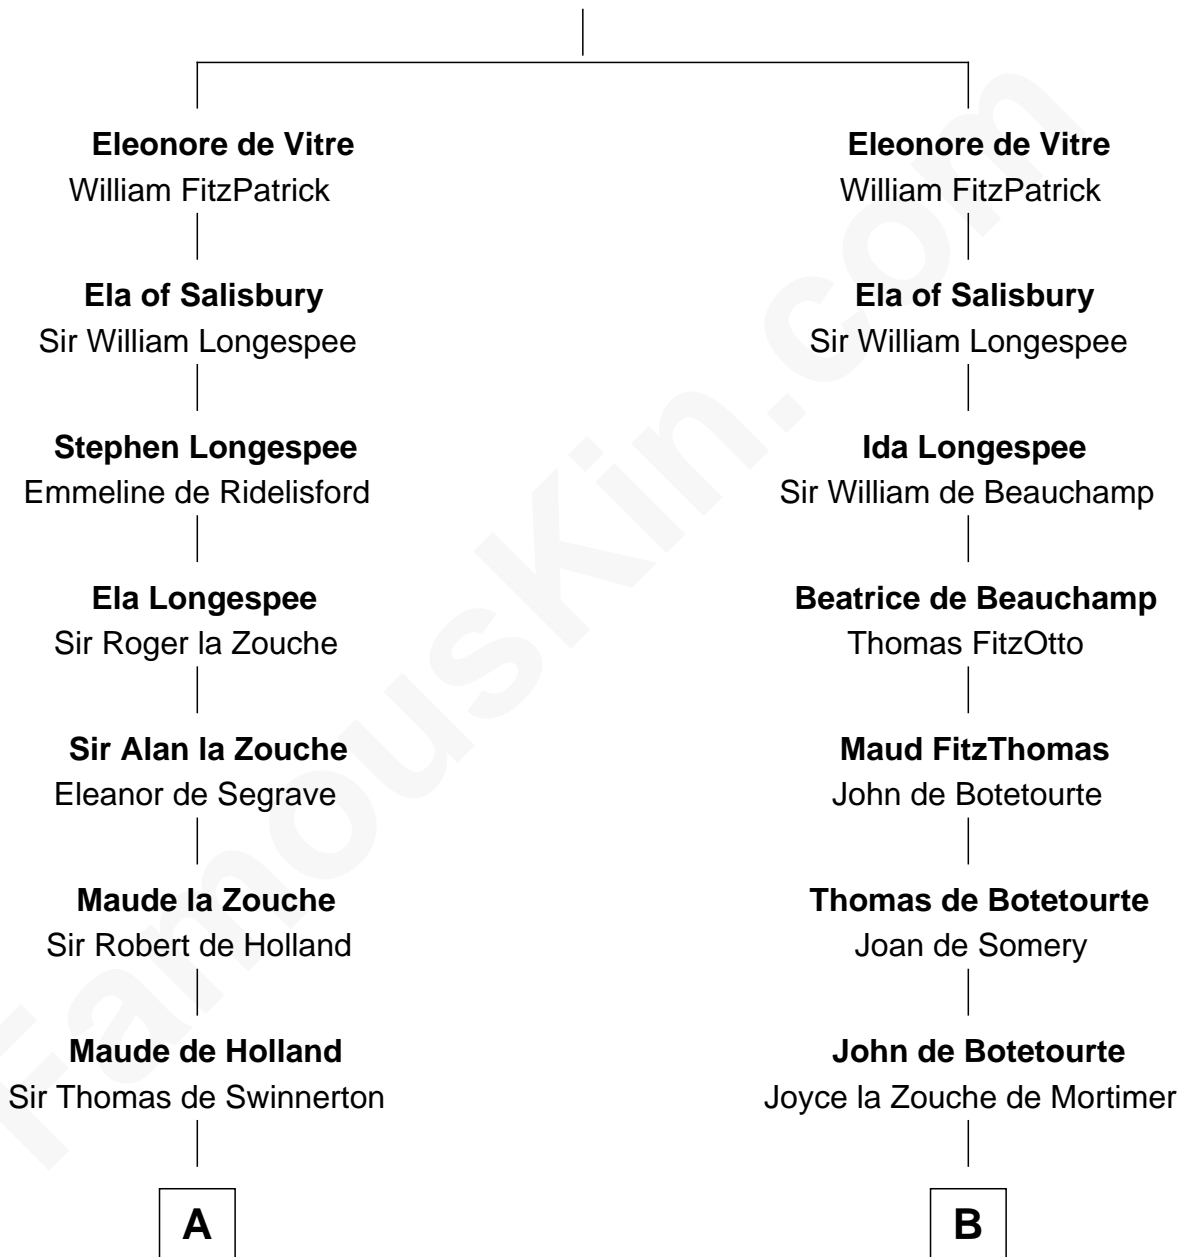 Eleonore de Vitre
William FitzPatrick
Ela of Salisbury
Sir William Longespee
Stephen Longespee
Emmeline de Ridelisford
Ela Longespee
Sir Roger la Zouche
Sir Alan la Zouche
Eleanor de Segrave
Maude la Zouche
Sir Robert de Holland
Maude de Holland
Sir Thomas de Swinnerton
A
Eleonore de Vitre
William FitzPatrick
Ela of Salisbury
Sir William Longespee
Ida Longespee
Sir William de Beauchamp
Beatrice de Beauchamp
Thomas FitzOtto
Maud FitzThomas
John de Botetourte
Thomas de Botetourte
Joan de Somery
John de Botetourte
Joyce la Zouche de Mortimer
B
FamousKin.com